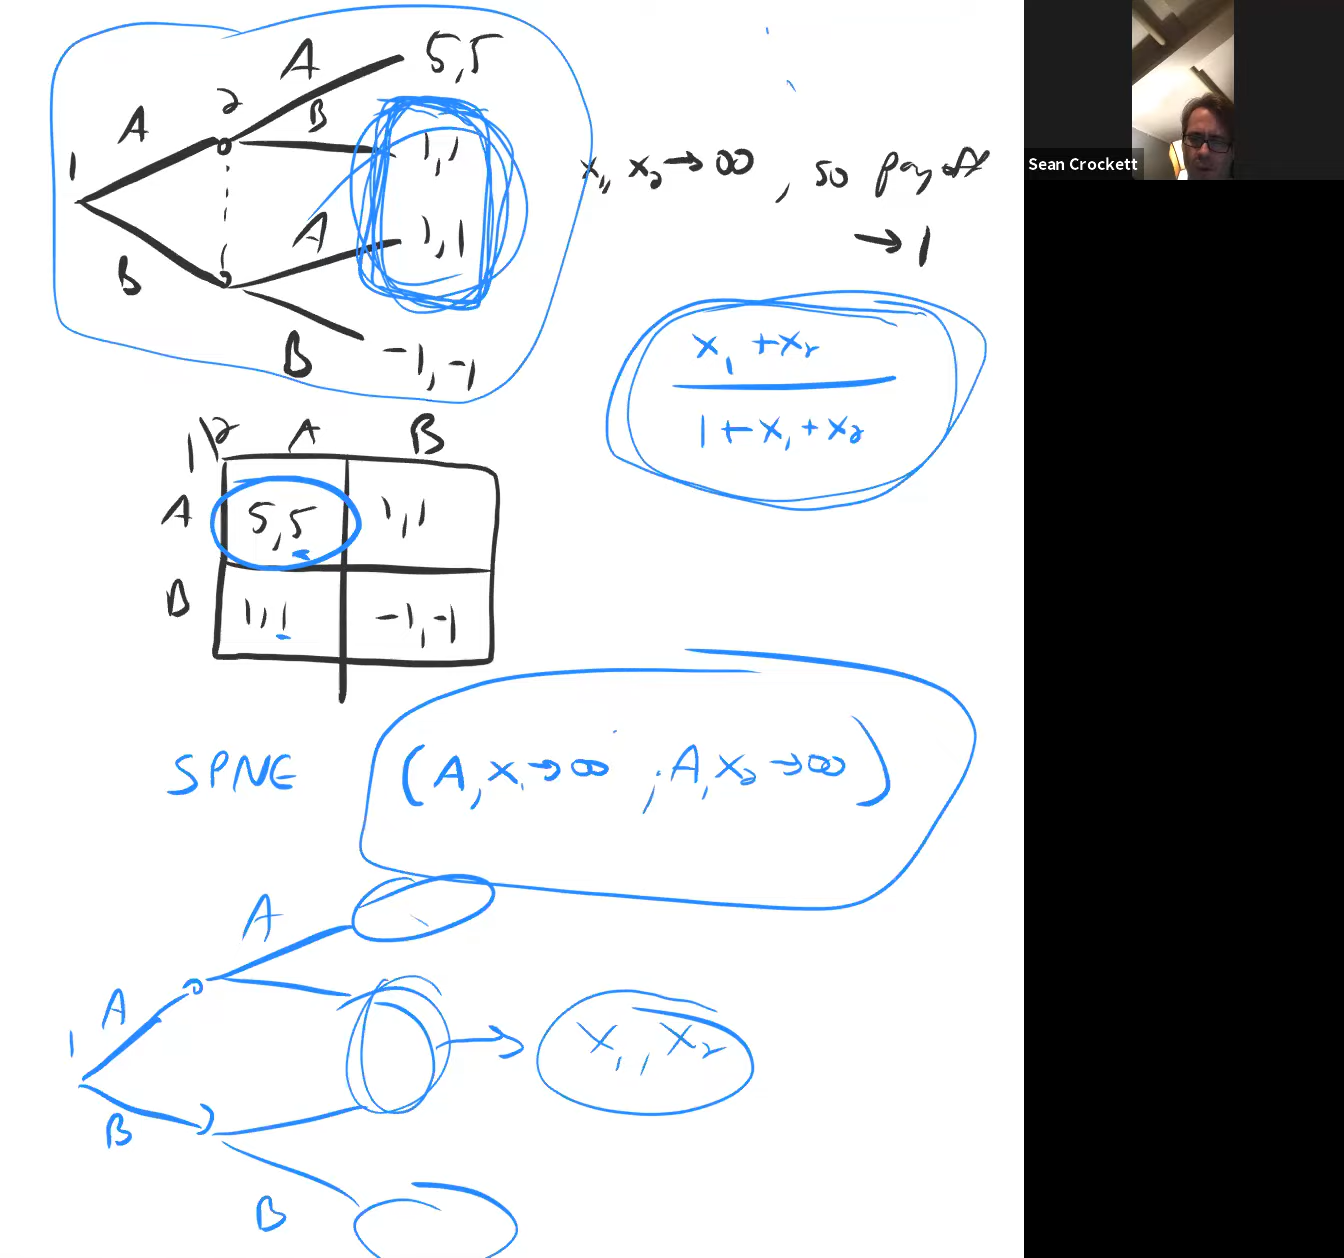 A 5,5
2
A B
1 1,1
x₁, x₂ → ∞, so payoff
Sean Crockett
A 1,1
→ 1
B
B -1,-1
x₁ + x₂
1 + x₁ + x₂
1\2 A B
A 5,5 1,1
B 1,1 -1,-1
SPNE (A, x₁ → ∞ ; A, x₂ → ∞)
A
A
1 x₁, x₂
B
B